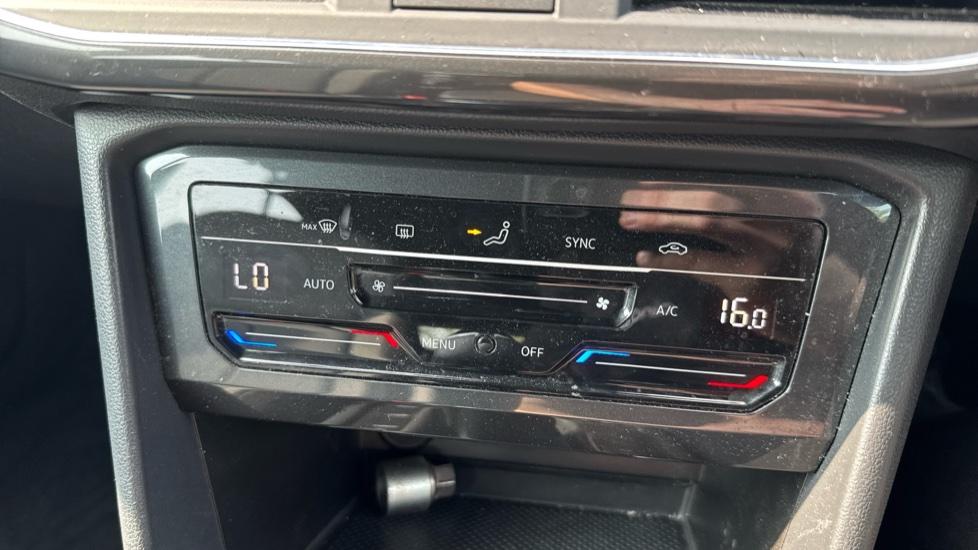 MAX SYNC
LO AUTO A/C 16.0
MENU OFF